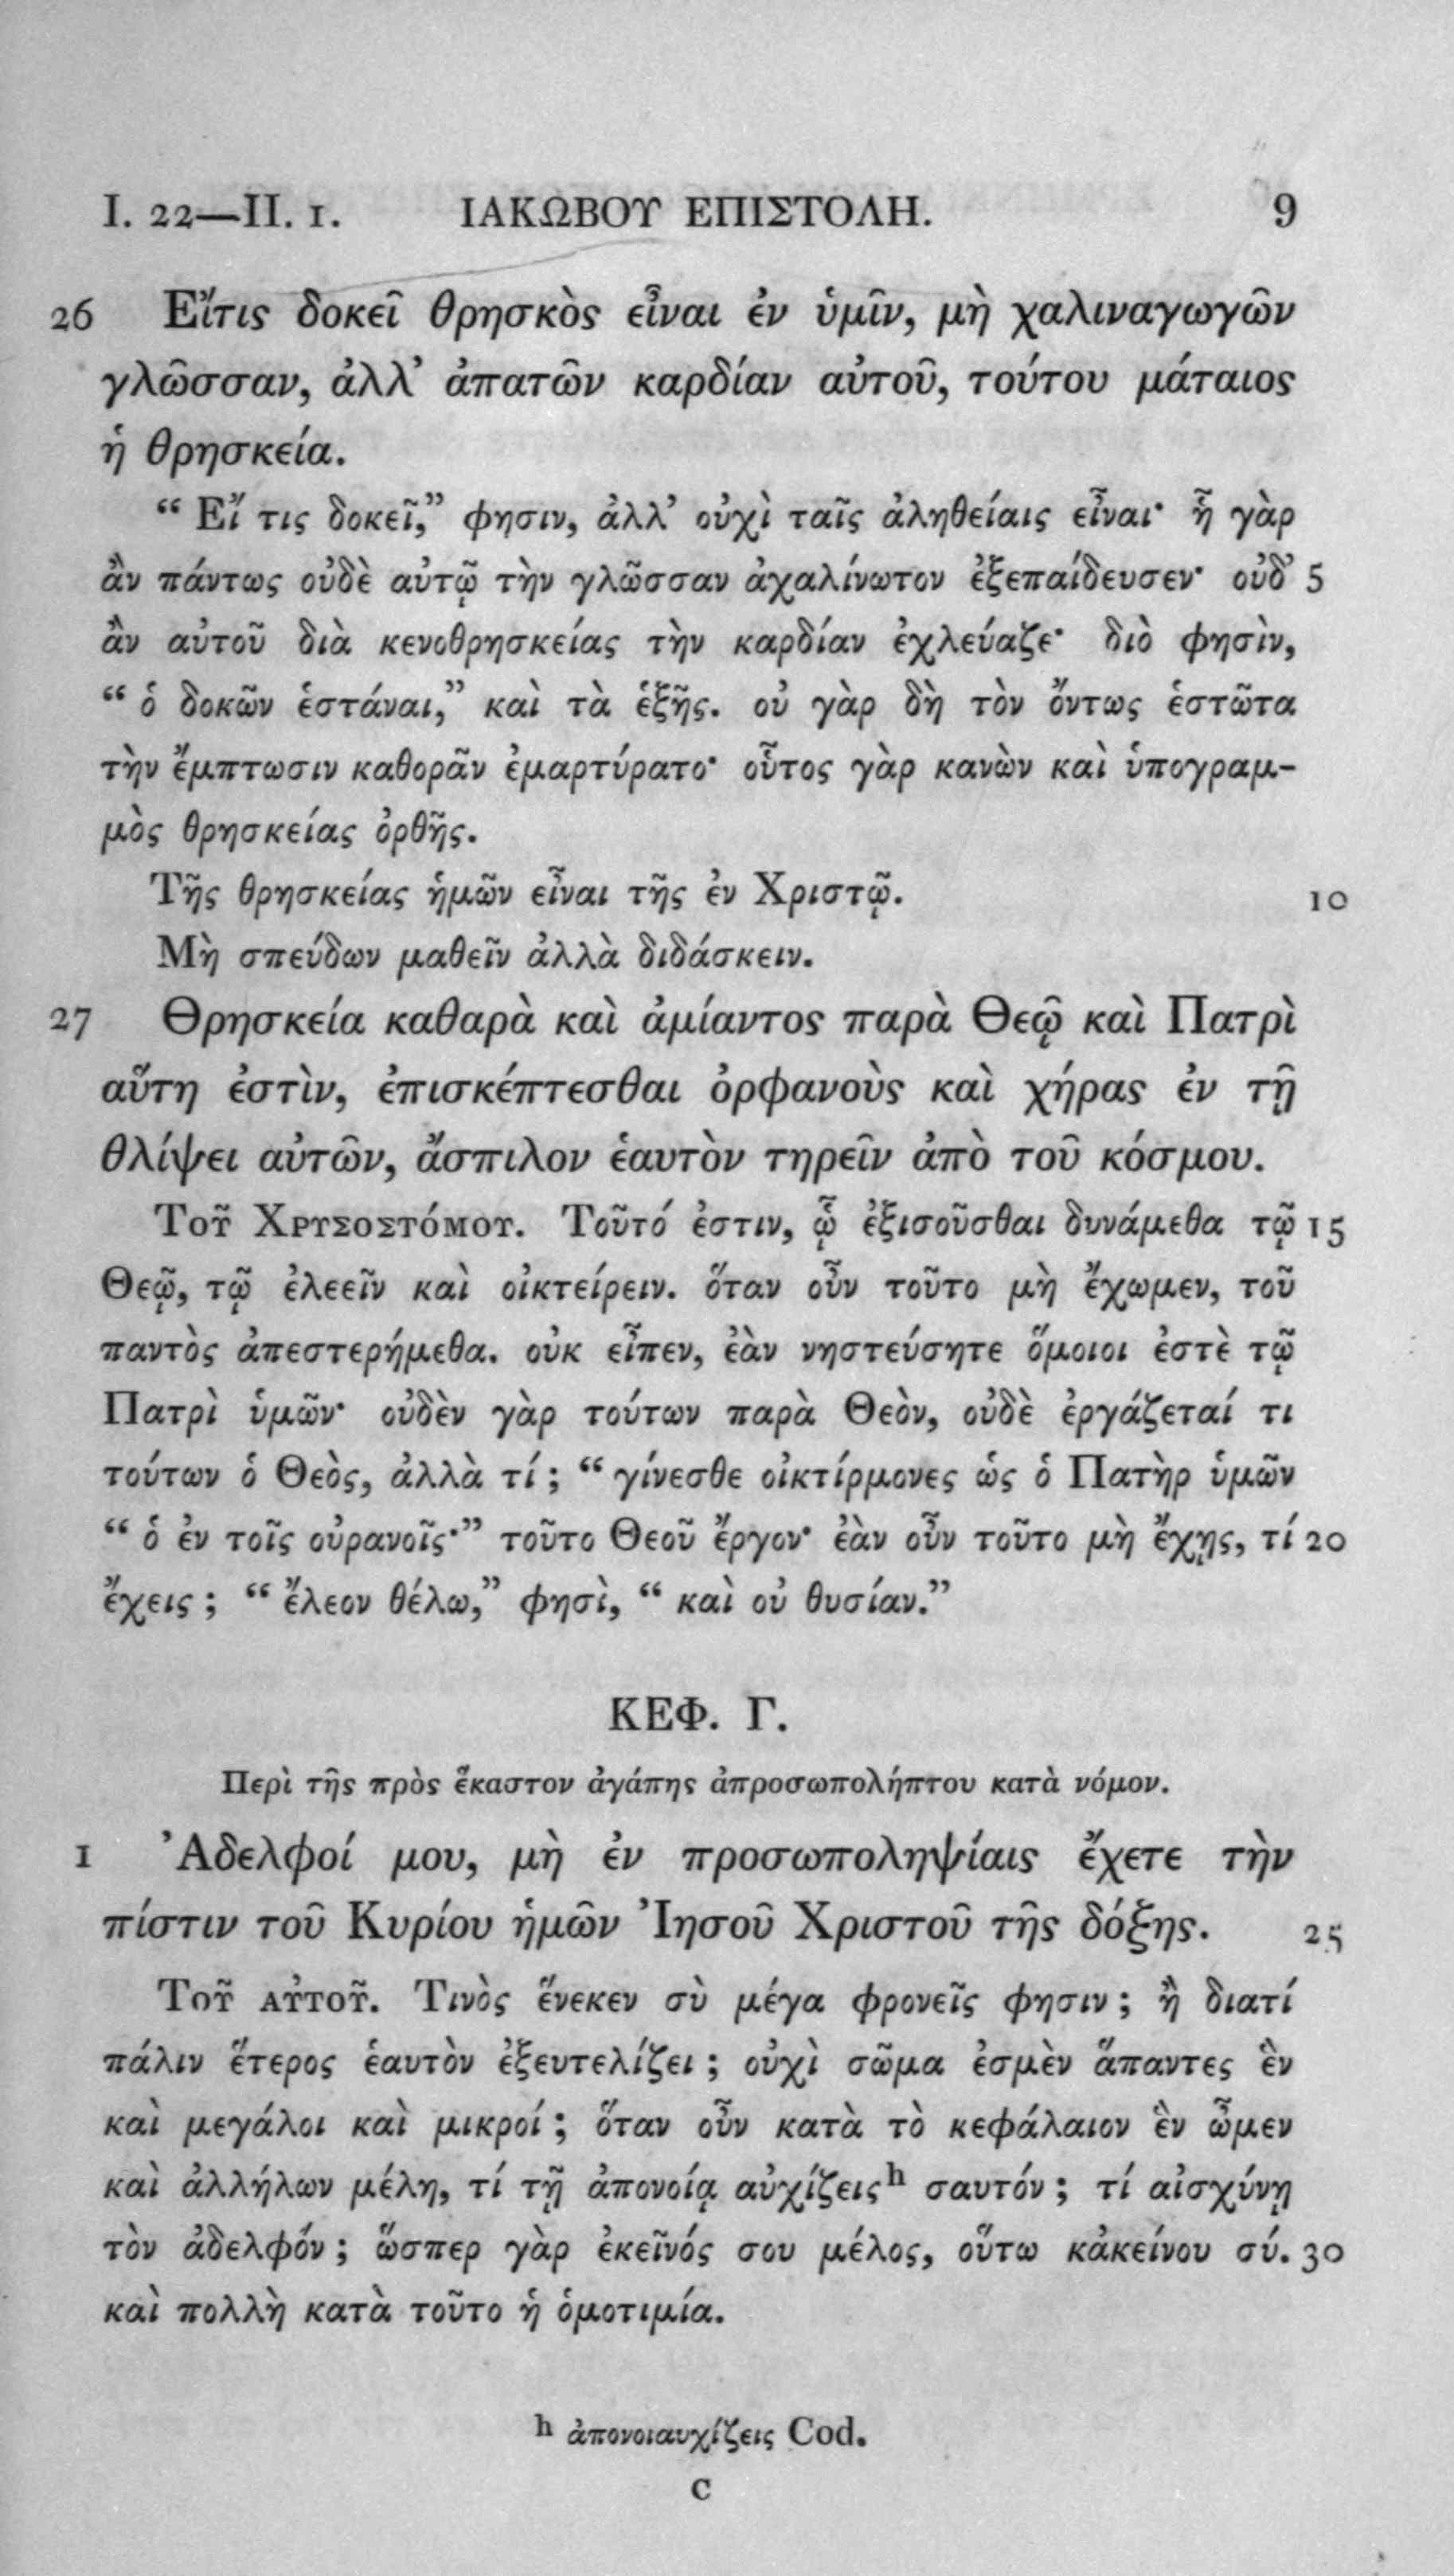 I. 22—II. 1. ΙΑΚΩΒΟΥ ΕΠΙΣΤΟΛΗ. 9
26 Εἴτις δοκεῖ θρησκὸς εἶναι ἐν ὑμῖν, μὴ χαλιναγωγῶν
γλῶσσαν, ἀλλ’ ἀπατῶν καρδίαν αὐτοῦ, τούτου μάταιος
ἡ θρησκεία.
“ Εἴ τις δοκεῖ,” φησιν, ἀλλ’ οὐχὶ ταῖς ἀληθείαις εἶναι· ἦ γὰρ
ἂν πάντως οὐδὲ αὐτῷ τὴν γλῶσσαν ἀχαλίνωτον ἐξεπαίδευσεν· οὐδ’ 5
ἂν αὐτοῦ διὰ κενοθρησκείας τὴν καρδίαν ἐχλεύαζε· διὸ φησὶν,
“ ὁ δοκῶν ἑστάναι,” καὶ τὰ ἑξῆς. οὐ γὰρ δὴ τὸν ὄντως ἑστῶτα
τὴν ἔμπτωσιν καθορᾶν ἐμαρτύρατο· οὗτος γὰρ κανὼν καὶ ὑπογραμ-
μὸς θρησκείας ὀρθῆς.
Τῆς θρησκείας ἡμῶν εἶναι τῆς ἐν Χριστῷ. 10
Μὴ σπεύδων μαθεῖν ἀλλὰ διδάσκειν.
27 Θρησκεία καθαρὰ καὶ ἀμίαντος παρὰ Θεῷ καὶ Πατρὶ
αὕτη ἐστὶν, ἐπισκέπτεσθαι ὀρφανοὺς καὶ χήρας ἐν τῇ
θλίψει αὐτῶν, ἄσπιλον ἑαυτὸν τηρεῖν ἀπὸ τοῦ κόσμου.
Τοῦ Χρυσοστόμου. Τοῦτό ἐστιν, ᾧ ἐξισοῦσθαι δυνάμεθα τῷ 15
Θεῷ, τῷ ἐλεεῖν καὶ οἰκτείρειν. ὅταν οὖν τοῦτο μὴ ἔχωμεν, τοῦ
παντὸς ἀπεστερήμεθα. οὐκ εἶπεν, ἐὰν νηστεύσητε ὅμοιοι ἐστὲ τῷ
Πατρὶ ὑμῶν· οὐδὲν γὰρ τούτων παρὰ Θεὸν, οὐδὲ ἐργάζεταί τι
τούτων ὁ Θεὸς, ἀλλὰ τί ; “ γίνεσθε οἰκτίρμονες ὡς ὁ Πατὴρ ὑμῶν
“ ὁ ἐν τοῖς οὐρανοῖς·” τοῦτο Θεοῦ ἔργον· ἐὰν οὖν τοῦτο μὴ ἔχῃς, τί 20
ἔχεις ; “ ἔλεον θέλω,” φησὶ, “ καὶ οὐ θυσίαν.”
ΚΕΦ. Γ.
Περὶ τῆς πρὸς ἕκαστον ἀγάπης ἀπροσωπολήπτου κατὰ νόμον.
1 Ἀδελφοί μου, μὴ ἐν προσωποληψίαις ἔχετε τὴν
πίστιν τοῦ Κυρίου ἡμῶν Ἰησοῦ Χριστοῦ τῆς δόξης. 25
Τοῦ αὐτοῦ. Τινὸς ἕνεκεν σὺ μέγα φρονεῖς φησιν ; ἢ διατί
πάλιν ἕτερος ἑαυτὸν ἐξευτελίζει ; οὐχὶ σῶμα ἐσμὲν ἅπαντες ἓν
καὶ μεγάλοι καὶ μικροί ; ὅταν οὖν κατὰ τὸ κεφάλαιον ἓν ὦμεν
καὶ ἀλλήλων μέλη, τί τῇ ἀπονοίᾳ αὐχίζεις h σαυτόν ; τί αἰσχύνῃ
τὸν ἀδελφόν ; ὥσπερ γὰρ ἐκεῖνός σου μέλος, οὕτω κἀκείνου σύ. 30
καὶ πολλὴ κατὰ τοῦτο ἡ ὁμοτιμία.
h ἀπονοιαυχίζεις Cod.
C